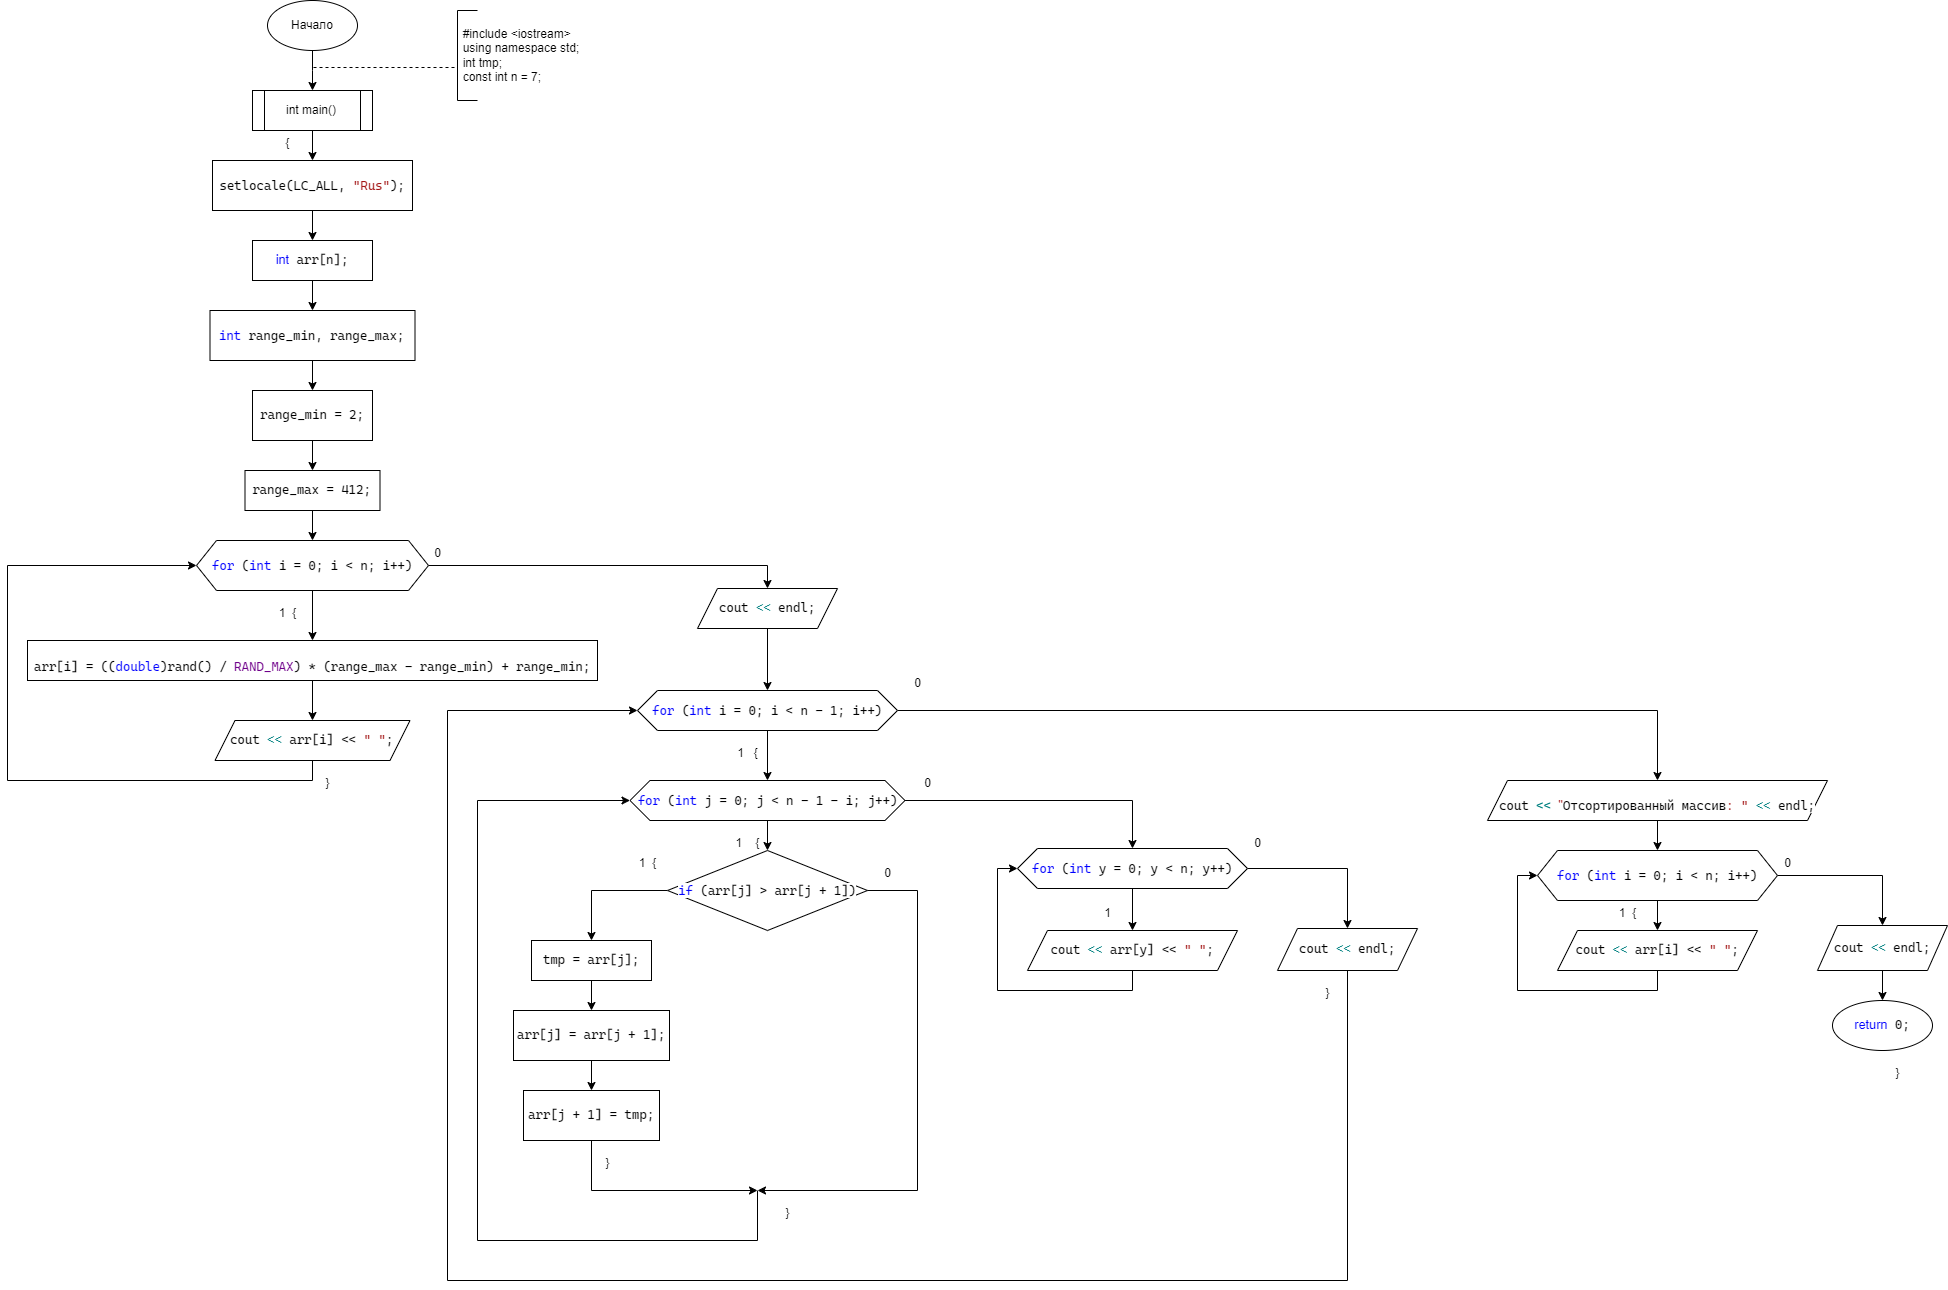 Начало
#include <iostream>
using namespace std;
int tmp;
const int n = 7;
int main()
{
setlocale(LC_ALL, "Rus");
int arr[n];
int range_min, range_max;
range_min = 2;
range_max = 412;
for (int i = 0; i < n; i++)
0
1 {
arr[i] = ((double)rand() / RAND_MAX) * (range_max - range_min) + range_min;
cout << arr[i] << " ";
}
cout << endl;
for (int i = 0; i < n - 1; i++)
0
1 {
for (int j = 0; j < n - 1 - i; j++)
0
1 {
if (arr[j] > arr[j + 1])
1 {
0
tmp = arr[j];
arr[j] = arr[j + 1];
arr[j + 1] = tmp;
}
}
for (int y = 0; y < n; y++)
0
1
cout << arr[y] << " ";
cout << endl;
}
cout << "Отсортированный массив: " << endl;
for (int i = 0; i < n; i++)
0
1 {
cout << arr[i] << " ";
cout << endl;
return 0;
}